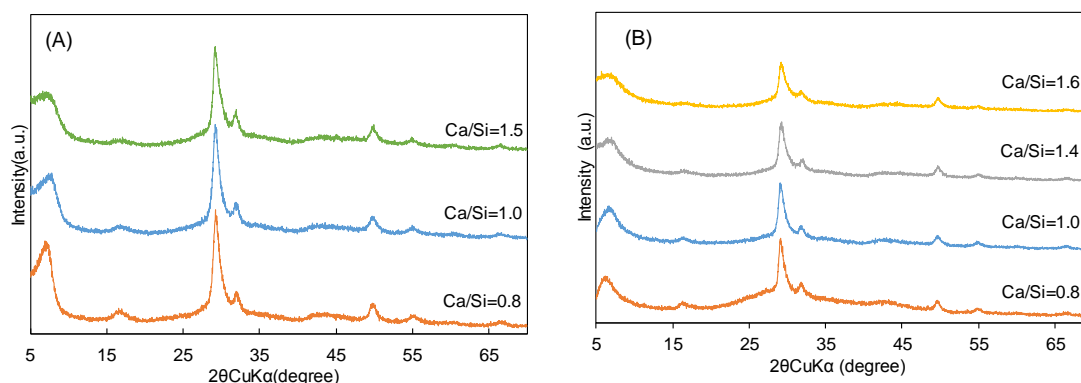 (A)
Ca/Si=1.5
Ca/Si=1.0
Ca/Si=0.8
Intensity(a.u.)
5 15 25 35 45 55 65
2θCuKα(degree)
(B)
Ca/Si=1.6
Ca/Si=1.4
Ca/Si=1.0
Ca/Si=0.8
Intensity (a.u.)
5 15 25 35 45 55 65
2θCuKα (degree)